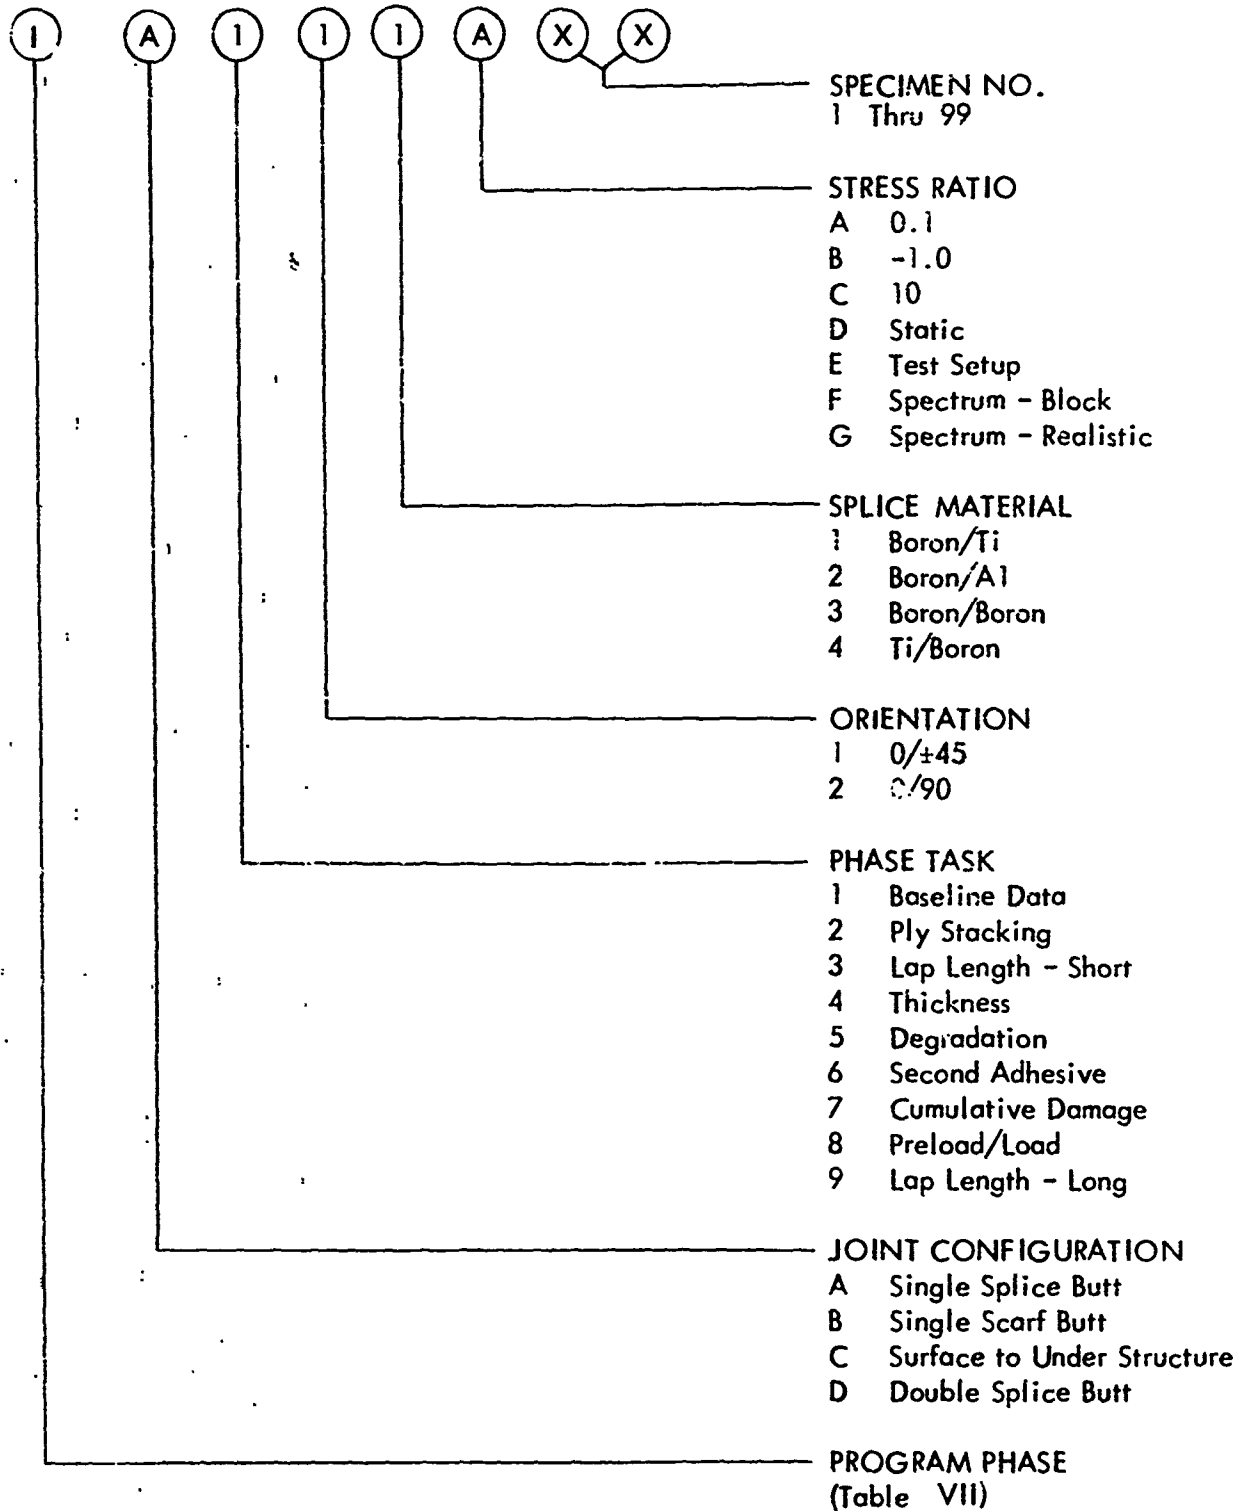 1 A 1 1 1 A X X
SPECIMEN NO.
1 Thru 99
STRESS RATIO
A 0.1
B -1.0
C 10
D Static
E Test Setup
F Spectrum - Block
G Spectrum - Realistic
SPLICE MATERIAL
1 Boron/Ti
2 Boron/Al
3 Boron/Boron
4 Ti/Boron
ORIENTATION
1 0/±45
2 0/90
PHASE TASK
1 Baseline Data
2 Ply Stacking
3 Lap Length - Short
4 Thickness
5 Degradation
6 Second Adhesive
7 Cumulative Damage
8 Preload/Load
9 Lap Length - Long
JOINT CONFIGURATION
A Single Splice Butt
B Single Scarf Butt
C Surface to Under Structure
D Double Splice Butt
PROGRAM PHASE
(Table VII)